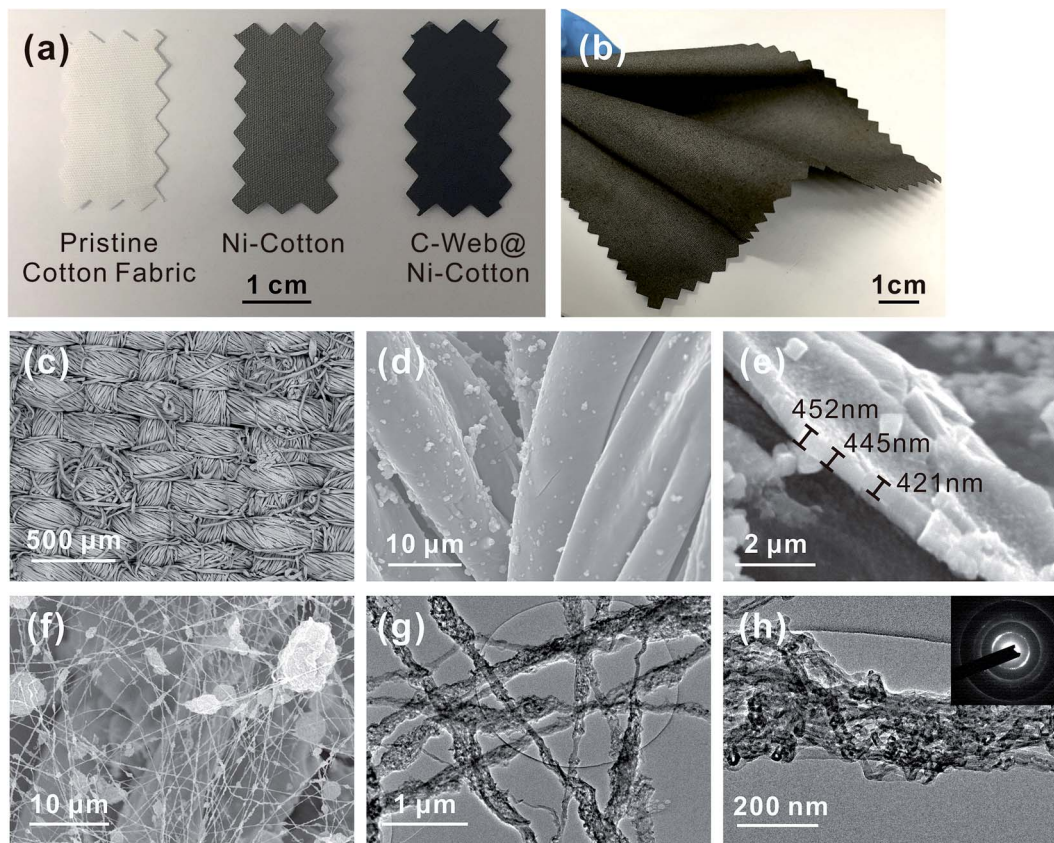 (a)
Pristine
Cotton Fabric
Ni-Cotton
C-Web@
Ni-Cotton
1 cm
(b)
1cm
(c)
500 μm
(d)
10 μm
(e)
452nm
445nm
421nm
2 μm
(f)
10 μm
(g)
1 μm
(h)
200 nm